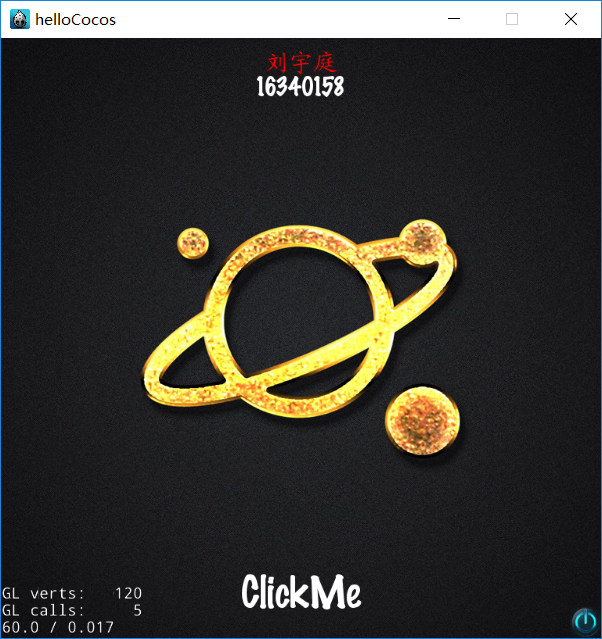 helloCocos
刘宇庭
16340158
ClickMe
GL verts: 120
GL calls: 5
60.0 / 0.017